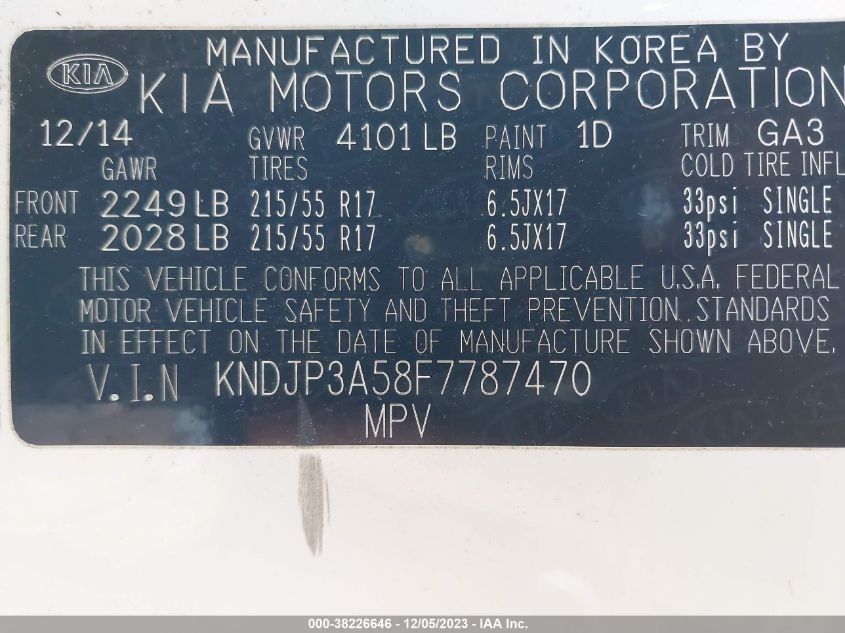 MANUFACTURED IN KOREA BY
KIA KIA MOTORS CORPORATION
12/14 GVWR 4101 LB PAINT 1D TRIM GA3
GAWR TIRES RIMS COLD TIRE INFL
FRONT 2249 LB 215/55 R17 6.5JX17 33psi SINGLE
REAR 2028 LB 215/55 R17 6.5JX17 33psi SINGLE
THIS VEHICLE CONFORMS TO ALL APPLICABLE U.S.A. FEDERAL
MOTOR VEHICLE SAFETY AND THEFT PREVENTION STANDARDS
IN EFFECT ON THE DATE OF MANUFACTURE SHOWN ABOVE.
V.I.N KNDJP3A58F7787470
MPV
000-38226646 - 12/05/2023 - IAA Inc.